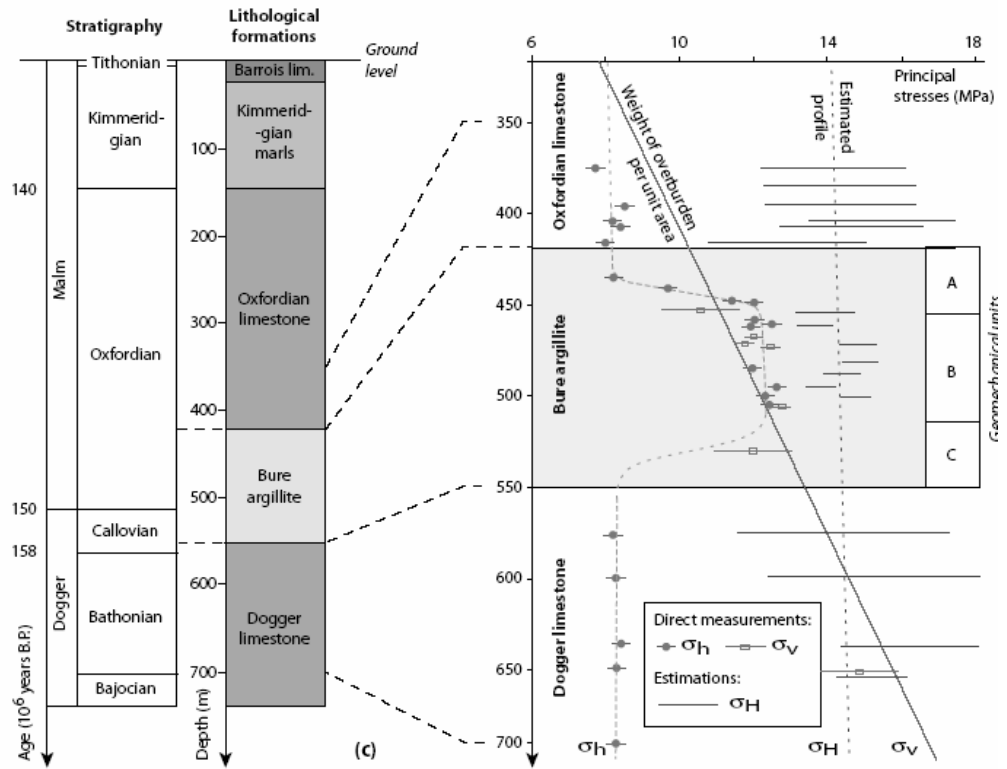 Stratigraphy
Lithological
formations
Ground
level
Tithonian
Kimmerid-
gian
Oxfordian
Callovian
Bathonian
Bajocian
Malm
Dogger
140
150
158
Age (10⁶ years B.P.)
Barrois lim.
Kimmerid-
-gian
marls
Oxfordian
limestone
Bure
argillite
Dogger
limestone
100
200
300
400
500
600
700
Depth (m)
(c)
6
10
14
18
Principal
stresses (MPa)
350
400
450
500
550
600
650
700
Oxfordian limestone
Bure argillite
Dogger limestone
Weight of overburden
per unit area
Estimated
profile
A
B
C
Geomechanical units
Direct measurements:
σh
σv
Estimations:
σH
σh
σH
σv